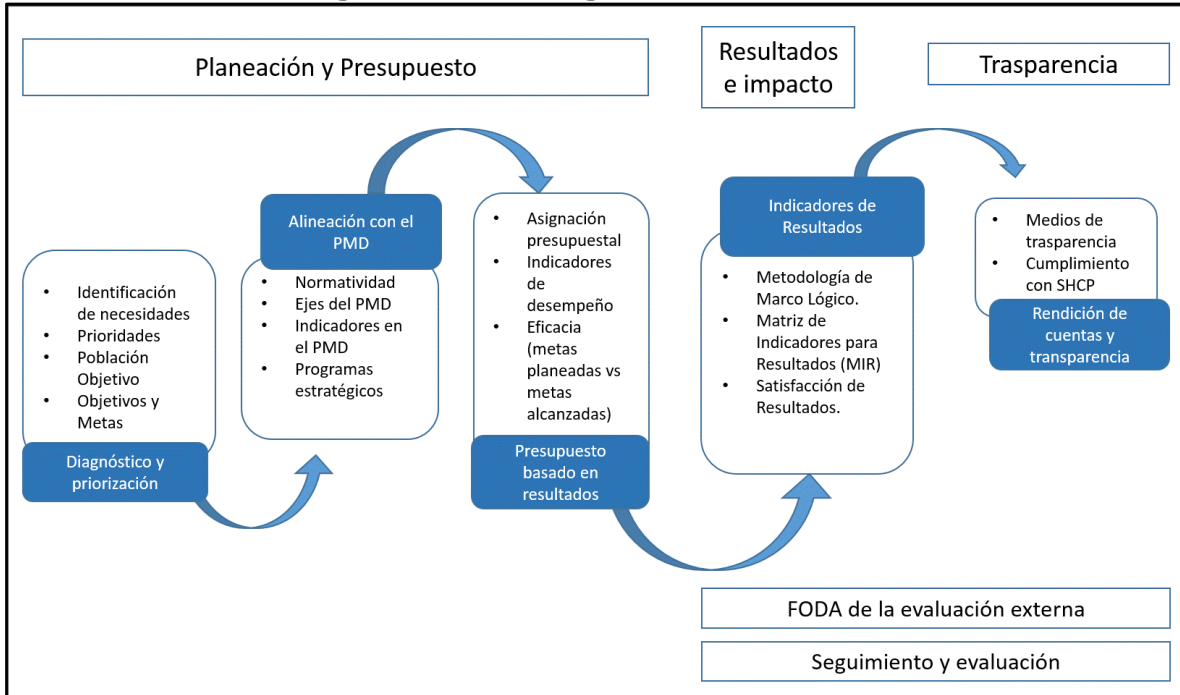 Planeación y Presupuesto
Resultados
e impacto
Trasparencia
• Identificación
de necesidades
• Prioridades
• Población
Objetivo
• Objetivos y
Metas
Diagnóstico y
priorización
Alineación con el
PMD
• Normatividad
• Ejes del PMD
• Indicadores en
el PMD
• Programas
estratégicos
• Asignación
presupuestal
• Indicadores
de
desempeño
• Eficacia
(metas
planeadas vs
metas
alcanzadas)
Presupuesto
basado en
resultados
Indicadores de
Resultados
• Metodología de
Marco Lógico.
• Matriz de
Indicadores para
Resultados (MIR)
• Satisfacción de
Resultados.
• Medios de
trasparencia
• Cumplimiento
con SHCP
Rendición de
cuentas y
transparencia
FODA de la evaluación externa
Seguimiento y evaluación